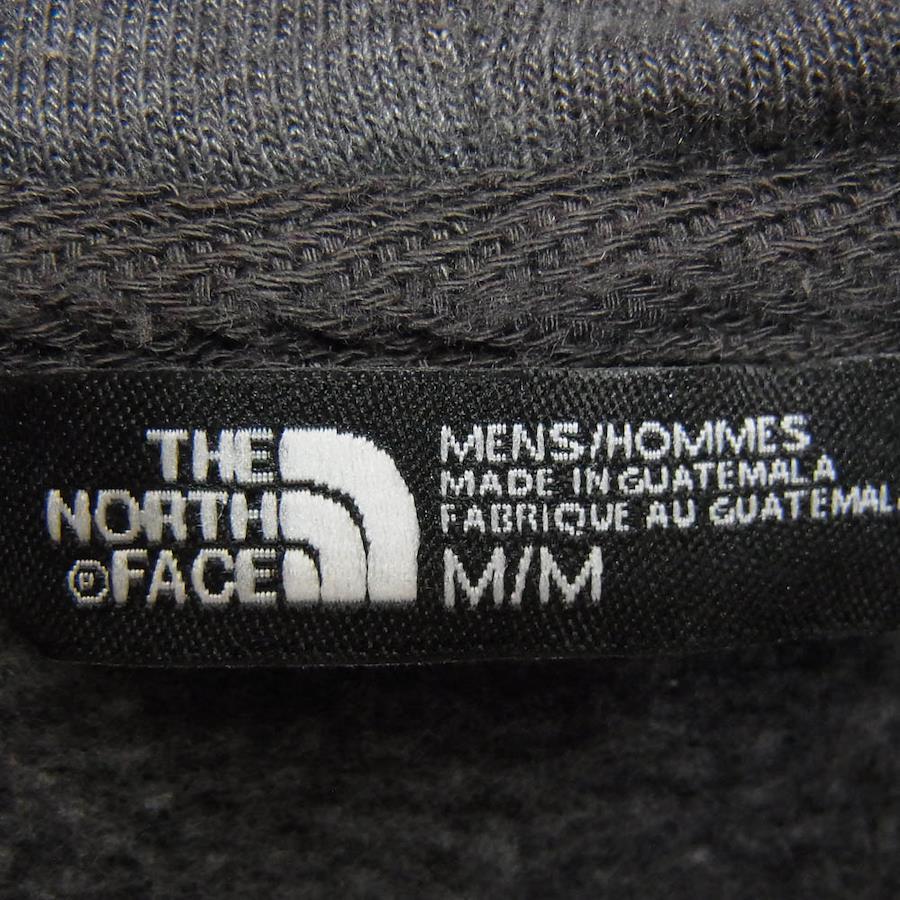 THE
NORTH
FACE
MENS/HOMMES
MADE IN GUATEMALA
FABRIQUE AU GUATEMAL
M/M